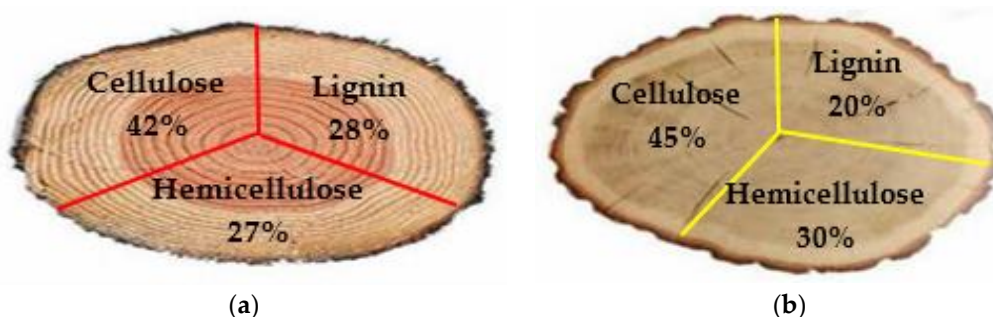 Cellulose
42%
Lignin
28%
Hemicellulose
27%
(a)
Cellulose
45%
Lignin
20%
Hemicellulose
30%
(b)